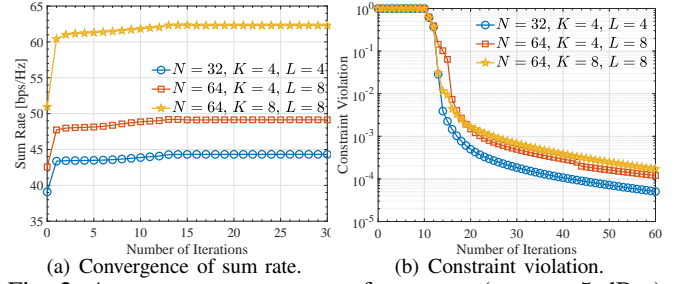 65
60
55
50
45
40
35
Sum Rate [bps/Hz]
N = 32, K = 4, L = 4
N = 64, K = 4, L = 8
N = 64, K = 8, L = 8
0 5 10 15 20 25 30
Number of Iterations
(a) Convergence of sum rate.
10^0
10^-1
10^-2
10^-3
10^-4
10^-5
Constraint Violation
N = 32, K = 4, L = 4
N = 64, K = 4, L = 8
N = 64, K = 8, L = 8
0 10 20 30 40 50 60
Number of Iterations
(b) Constraint violation.